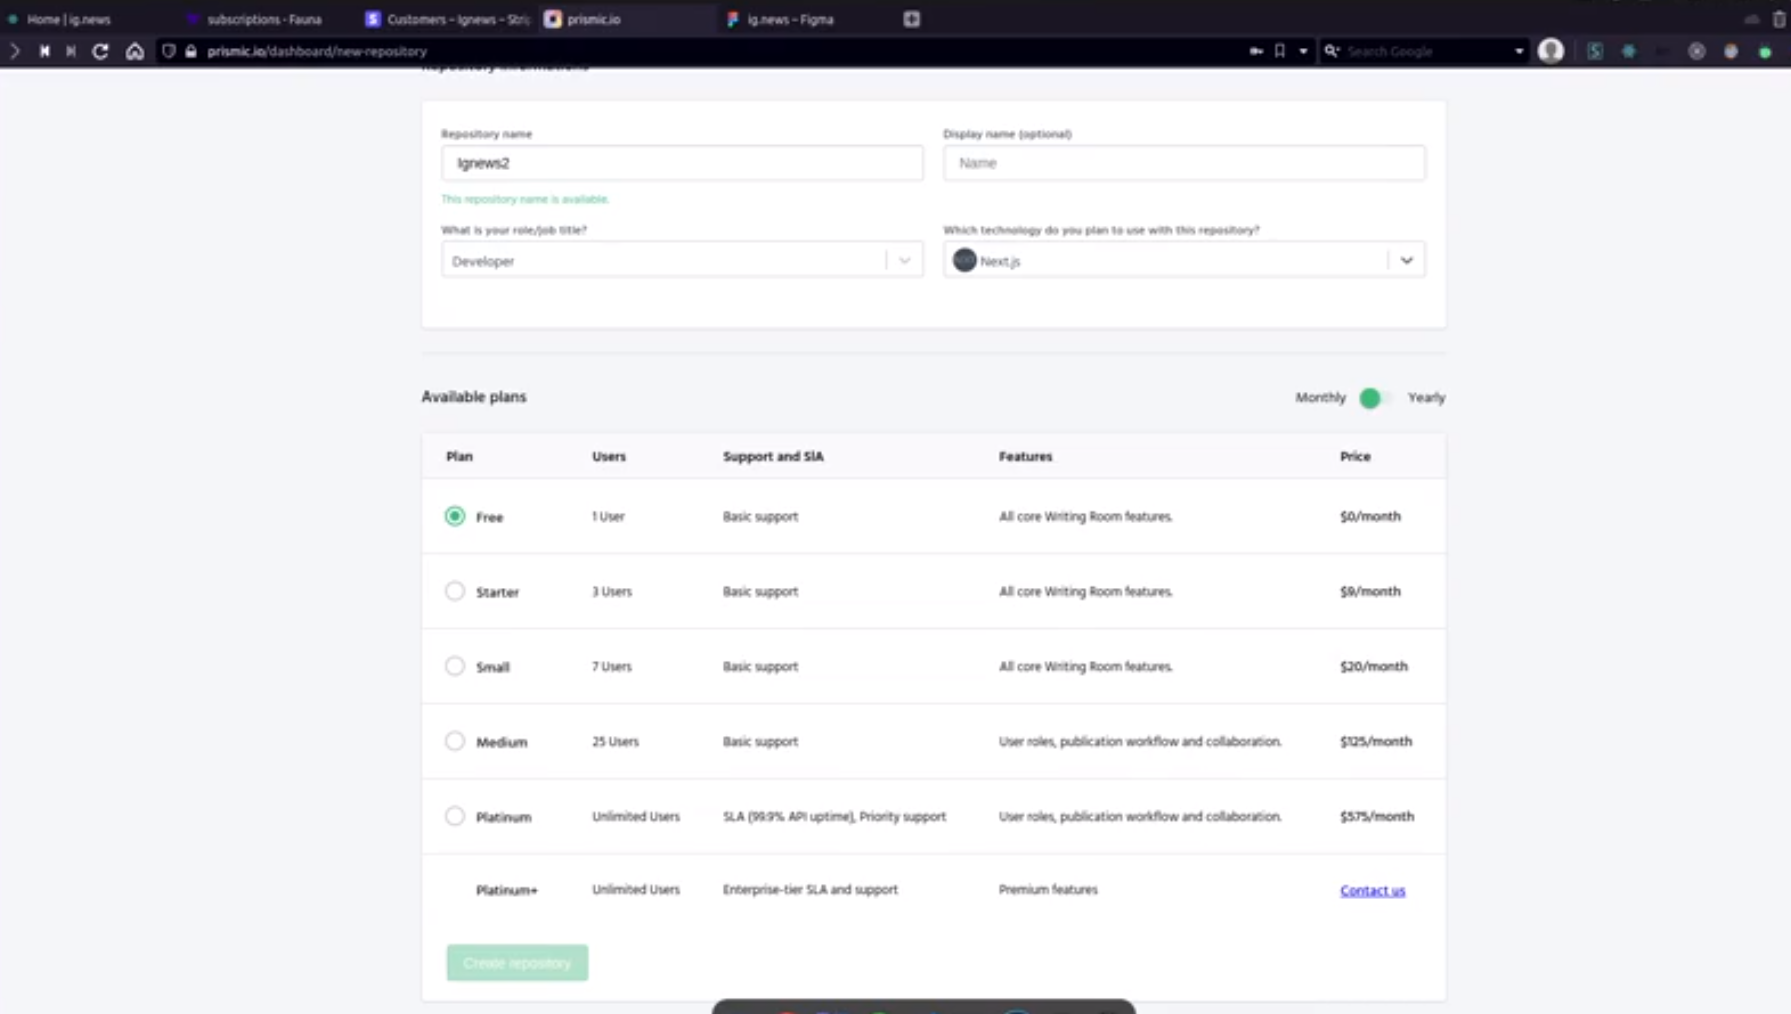 Home | ig.news
subscriptions - Fauna
Customers – Ignews – Strip
prismic.io
ig.news – Figma
prismic.io/dashboard/new-repository
Search Google
Repository informations
Repository name
Display name (optional)
Ignews2
Name
This repository name is available.
What is your role/job title?
Which technology do you plan to use with this repository?
Developer
Next.js
Available plans
Monthly
Yearly
Plan Users Support and SlA Features Price
Free 1 User Basic support All core Writing Room features. $0/month
Starter 3 Users Basic support All core Writing Room features. $9/month
Small 7 Users Basic support All core Writing Room features. $20/month
Medium 25 Users Basic support User roles, publication workflow and collaboration. $125/month
Platinum Unlimited Users SLA (99.9% API uptime), Priority support User roles, publication workflow and collaboration. $575/month
Platinum+ Unlimited Users Enterprise-tier SLA and support Premium features Contact us
Create repository